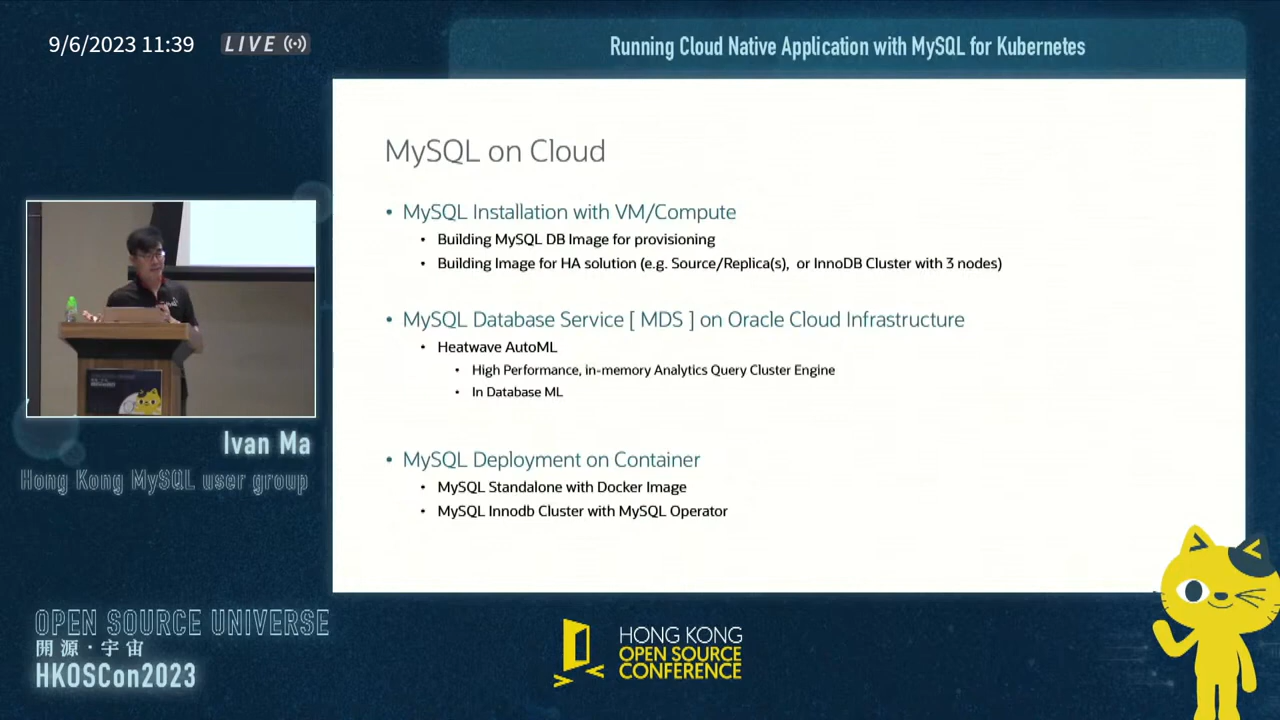 9/6/2023 11:39
LIVE
Running Cloud Native Application with MySQL for Kubernetes
MySQL on Cloud
• MySQL Installation with VM/Compute
• Building MySQL DB Image for provisioning
• Building Image for HA solution (e.g. Source/Replica(s), or InnoDB Cluster with 3 nodes)
• MySQL Database Service [ MDS ] on Oracle Cloud Infrastructure
• Heatwave AutoML
• High Performance, in-memory Analytics Query Cluster Engine
• In Database ML
• MySQL Deployment on Container
• MySQL Standalone with Docker Image
• MySQL Innodb Cluster with MySQL Operator
Ivan Ma
Hong Kong MySQL user group
OPEN SOURCE UNIVERSE
開源·宇宙
HKOSCon2023
HONG KONG
OPEN SOURCE
CONFERENCE